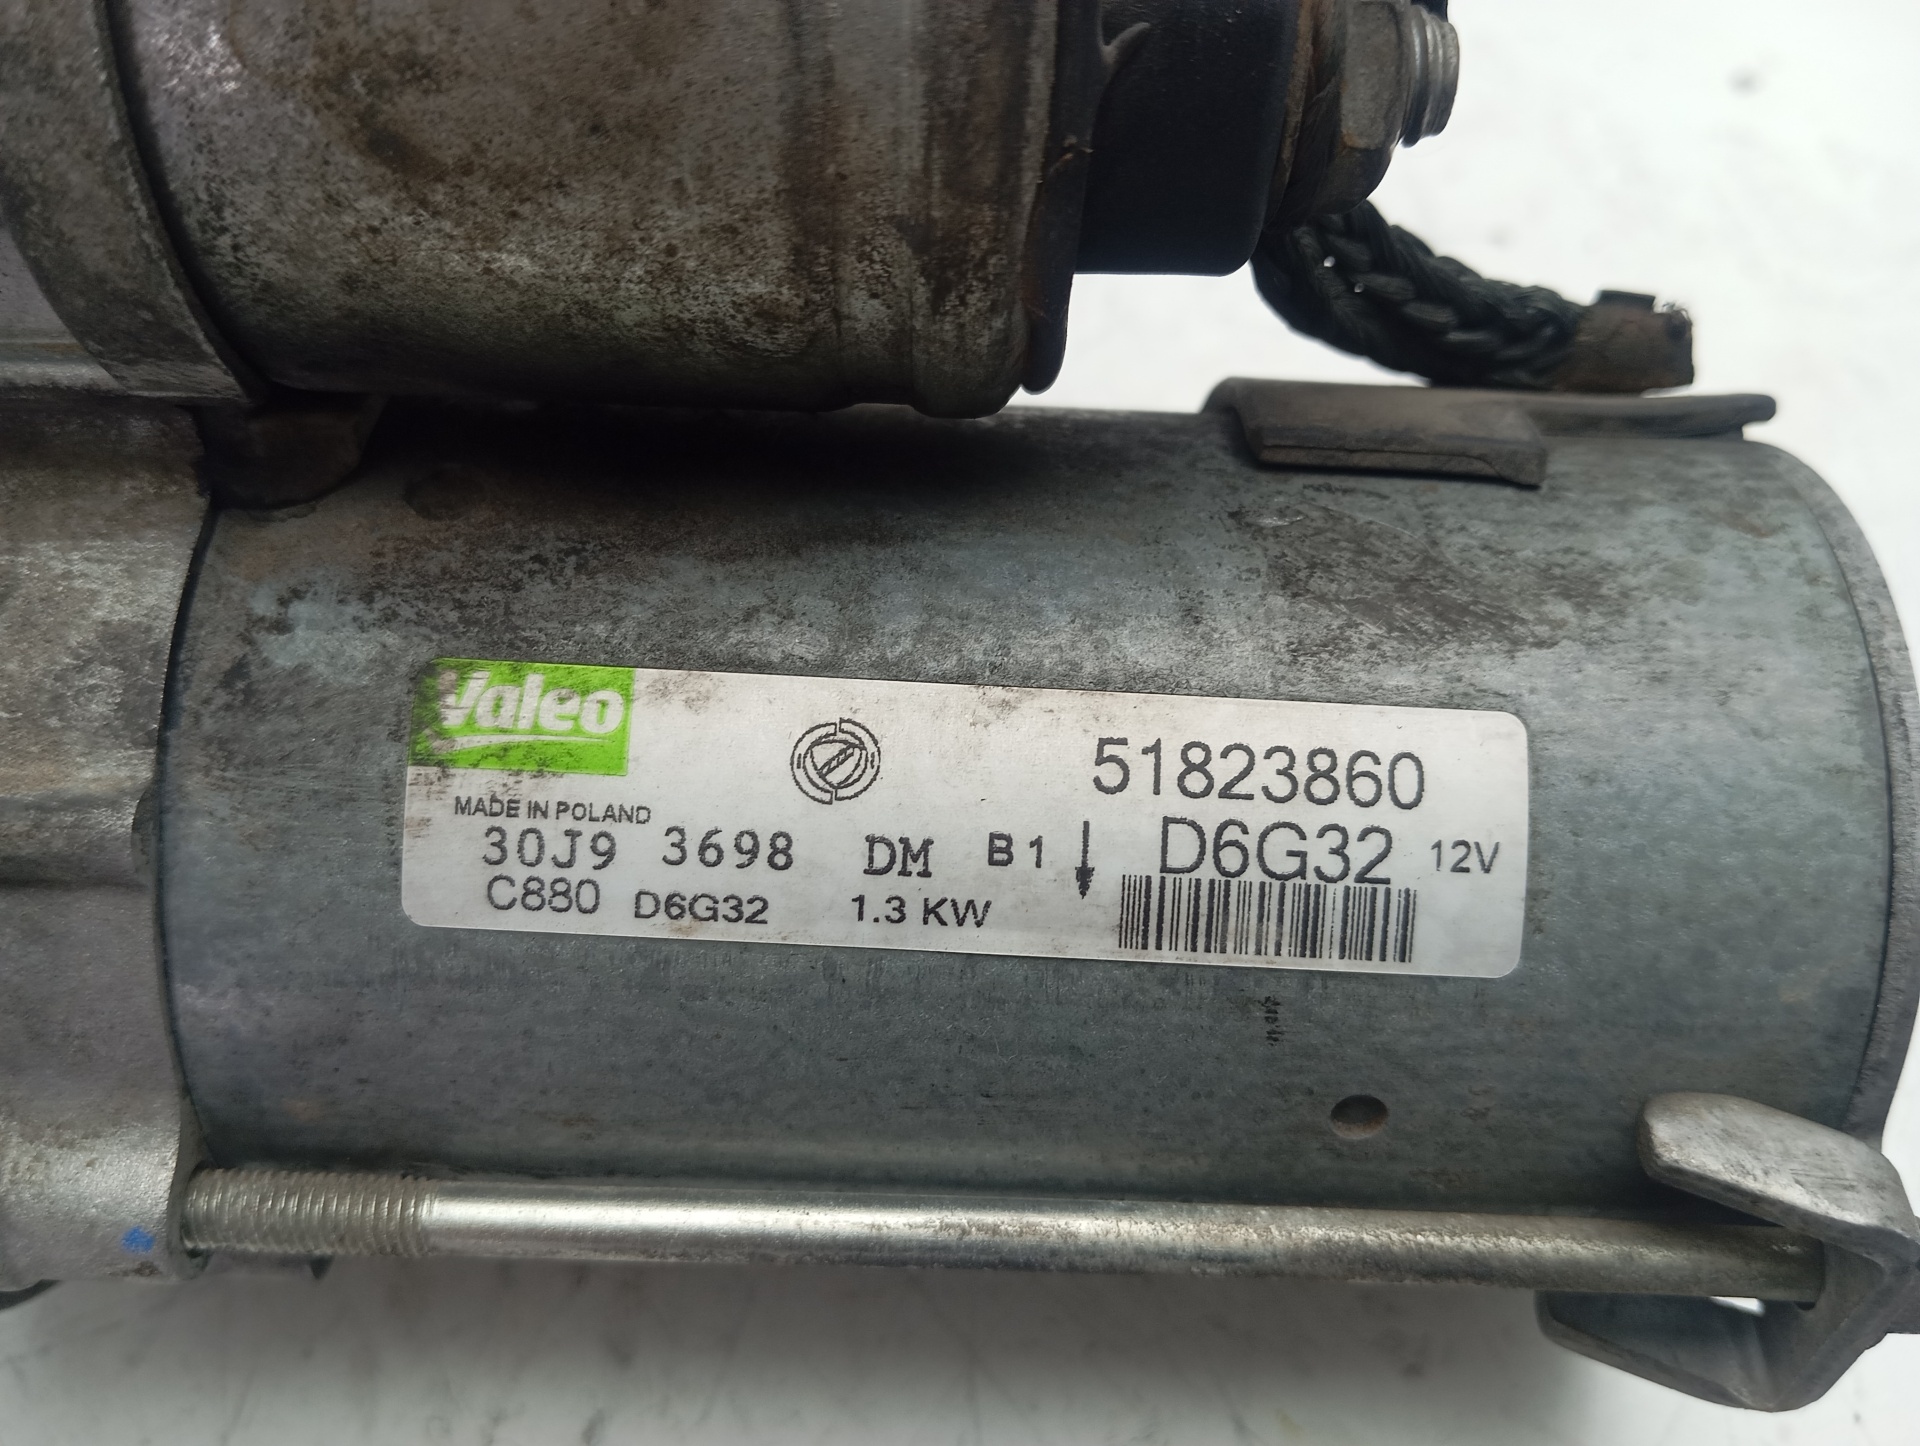 Valeo
51823860
MADE IN POLAND
30J9 3698 DM B1 D6G32 12V
C880 D6G32 1.3 KW